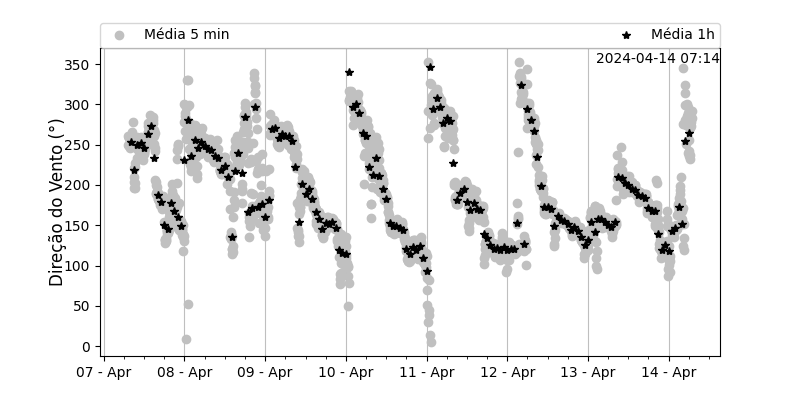 Média 5 min
Média 1h
2024-04-14 07:14
Direção do Vento (°)
350
300
250
200
150
100
50
0
07 - Apr
08 - Apr
09 - Apr
10 - Apr
11 - Apr
12 - Apr
13 - Apr
14 - Apr